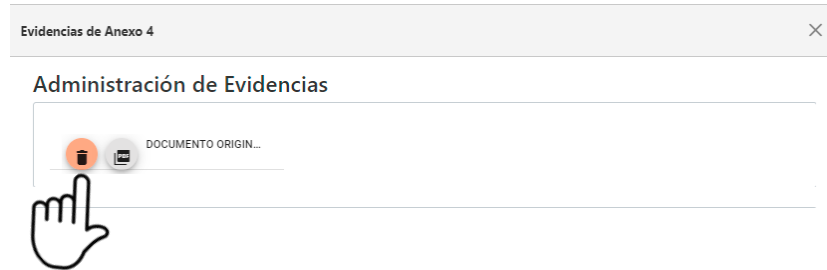 Evidencias de Anexo 4
Administración de Evidencias
PDF
DOCUMENTO ORIGIN...